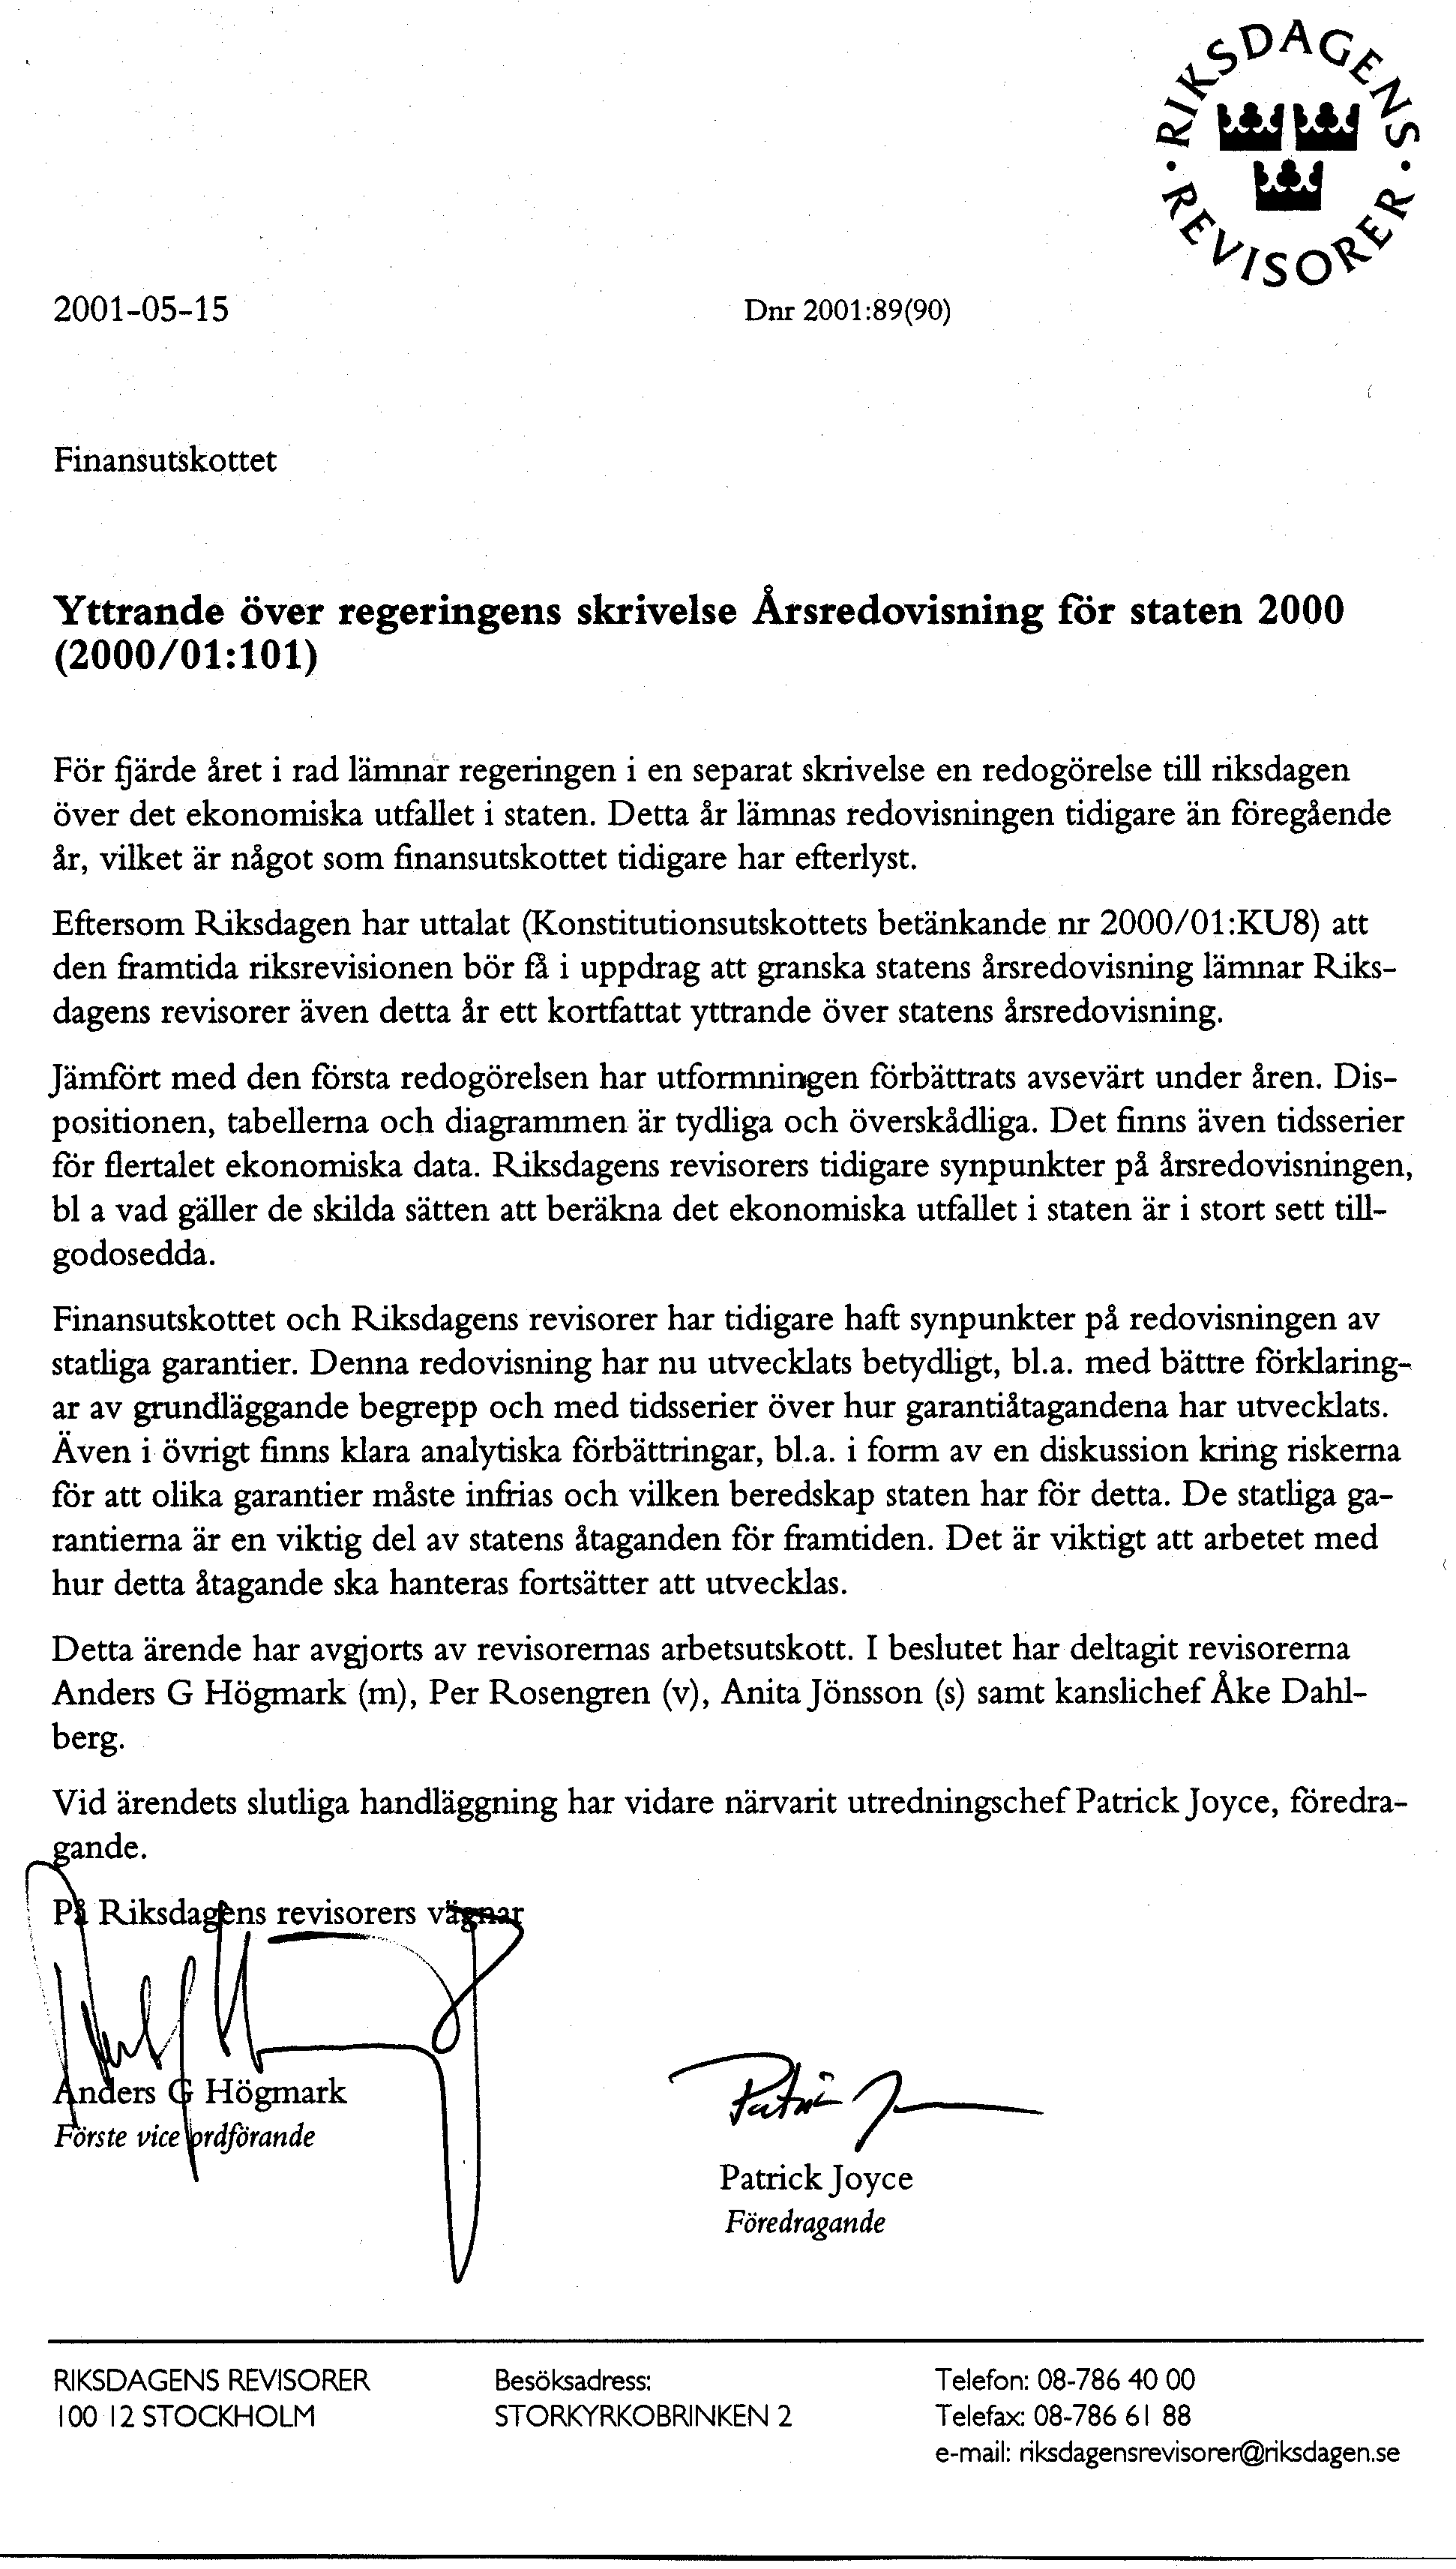 RIKSDAGENS
REVISORER
2001-05-15
Dnr 2001:89(90)
Finansutskottet
Yttrande över regeringens skrivelse Årsredovisning för staten 2000
(2000/01:101)
För fjärde året i rad lämnar regeringen i en separat skrivelse en redogörelse till riksdagen
över det ekonomiska utfallet i staten. Detta år lämnas redovisningen tidigare än föregående
år, vilket är något som finansutskottet tidigare har efterlyst.
Eftersom Riksdagen har uttalat (Konstitutionsutskottets betänkande nr 2000/01:KU8) att
den framtida riksrevisionen bör få i uppdrag att granska statens årsredovisning lämnar Riks-
dagens revisorer även detta år ett kortfattat yttrande över statens årsredovisning.
Jämfört med den första redogörelsen har utformningen förbättrats avsevärt under åren. Dis-
positionen, tabellerna och diagrammen är tydliga och överskådliga. Det finns även tidsserier
för flertalet ekonomiska data. Riksdagens revisorers tidigare synpunkter på årsredovisningen,
bl a vad gäller de skilda sätten att beräkna det ekonomiska utfallet i staten är i stort sett till-
godosedda.
Finansutskottet och Riksdagens revisorer har tidigare haft synpunkter på redovisningen av
statliga garantier. Denna redovisning har nu utvecklats betydligt, bl.a. med bättre förklaring-
ar av grundläggande begrepp och med tidsserier över hur garantiåtagandena har utvecklats.
Även i övrigt finns klara analytiska förbättringar, bl.a. i form av en diskussion kring riskerna
för att olika garantier måste infrias och vilken beredskap staten har för detta. De statliga ga-
rantierna är en viktig del av statens åtaganden för framtiden. Det är viktigt att arbetet med
hur detta åtagande ska hanteras fortsätter att utvecklas.
Detta ärende har avgjorts av revisorernas arbetsutskott. I beslutet har deltagit revisorerna
Anders G Högmark (m), Per Rosengren (v), Anita Jönsson (s) samt kanslichef Åke Dahl-
berg.
Vid ärendets slutliga handläggning har vidare närvarit utredningschef Patrick Joyce, föredra-
gande.
På Riksdagens revisorers vägnar
Anders G Högmark
Förste vice ordförande
Patrick Joyce
Föredragande
RIKSDAGENS REVISORER
100 12 STOCKHOLM
Besöksadress:
STORKYRKOBRINKEN 2
Telefon: 08-786 40 00
Telefax: 08-786 61 88
e-mail: riksdagensrevisorer@riksdagen.se